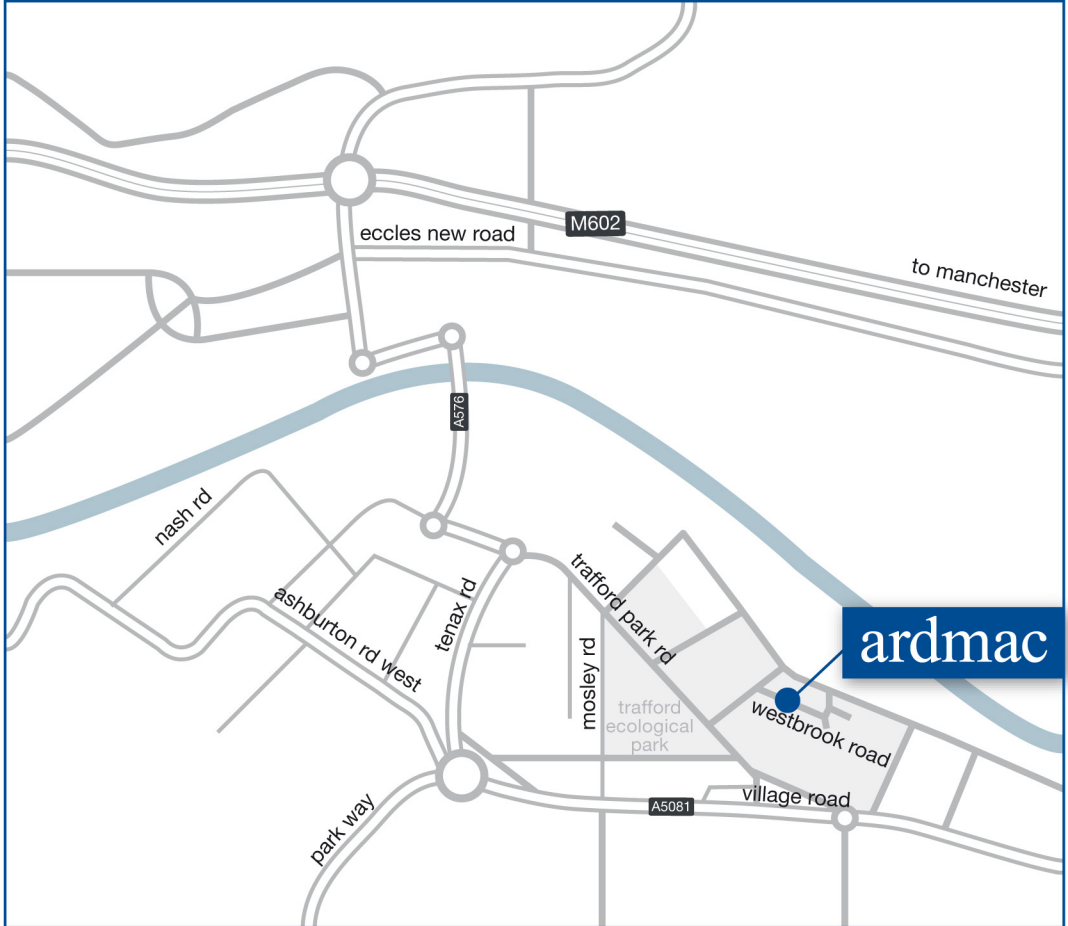 M602
eccles new road
to manchester
A576
nash rd
trafford park rd
ashburton rd west
tenax rd
mosley rd
ardmac
trafford
ecological
park
westbrook road
village road
A5081
park way